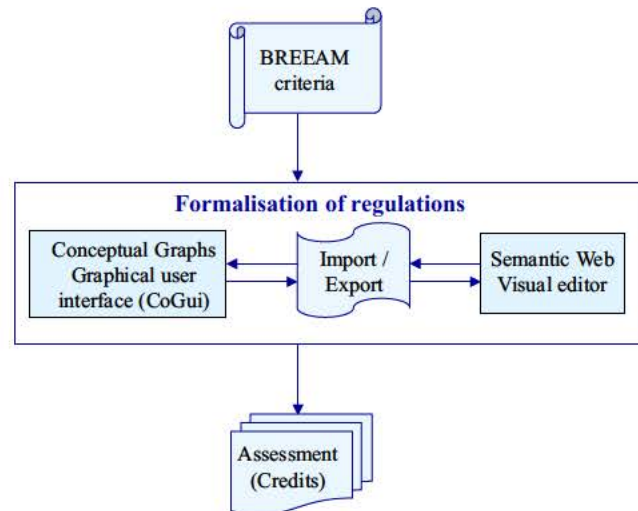 BREEAM
criteria
Formalisation of regulations
Conceptual Graphs
Graphical user
interface (CoGui)
Import /
Export
Semantic Web
Visual editor
Assessment
(Credits)